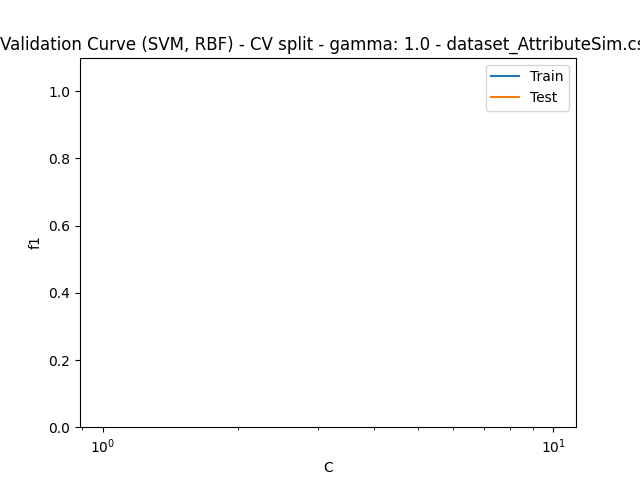 Validation Curve (SVM, RBF) - CV split - gamma: 1.0 - dataset_AttributeSim.cs
Train
Test
1.0
0.8
0.6
0.4
0.2
0.0
f1
10⁰
10¹
C